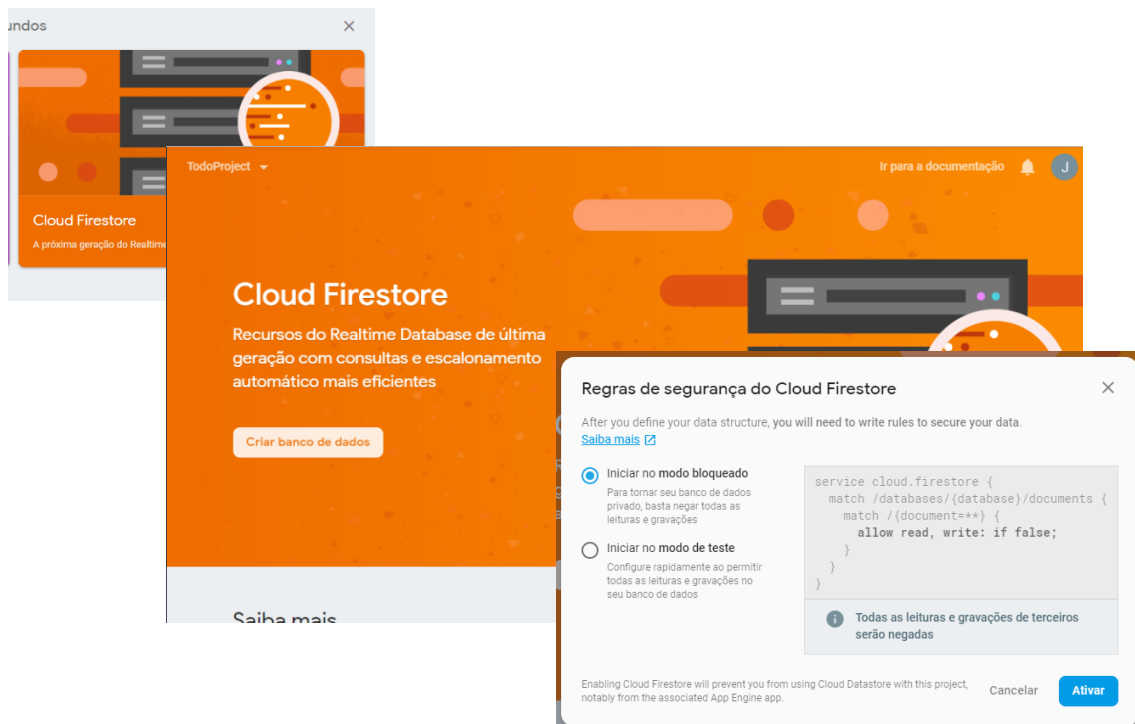 undos
Cloud Firestore
A próxima geração do Realtime
TodoProject
Ir para a documentação
J
Cloud Firestore
Recursos do Realtime Database de última
geração com consultas e escalonamento
automático mais eficientes
Criar banco de dados
Saiba mais
Regras de segurança do Cloud Firestore
After you define your data structure, you will need to write rules to secure your data.
Saiba mais
Iniciar no modo bloqueado
Para tornar seu banco de dados
privado, basta negar todas as
leituras e gravações
Iniciar no modo de teste
Configure rapidamente ao permitir
todas as leituras e gravações no
seu banco de dados
service cloud.firestore {
match /databases/{database}/documents {
match /{document=**} {
allow read, write: if false;
}
}
}
Todas as leituras e gravações de terceiros
serão negadas
Enabling Cloud Firestore will prevent you from using Cloud Datastore with this project,
notably from the associated App Engine app.
Cancelar
Ativar